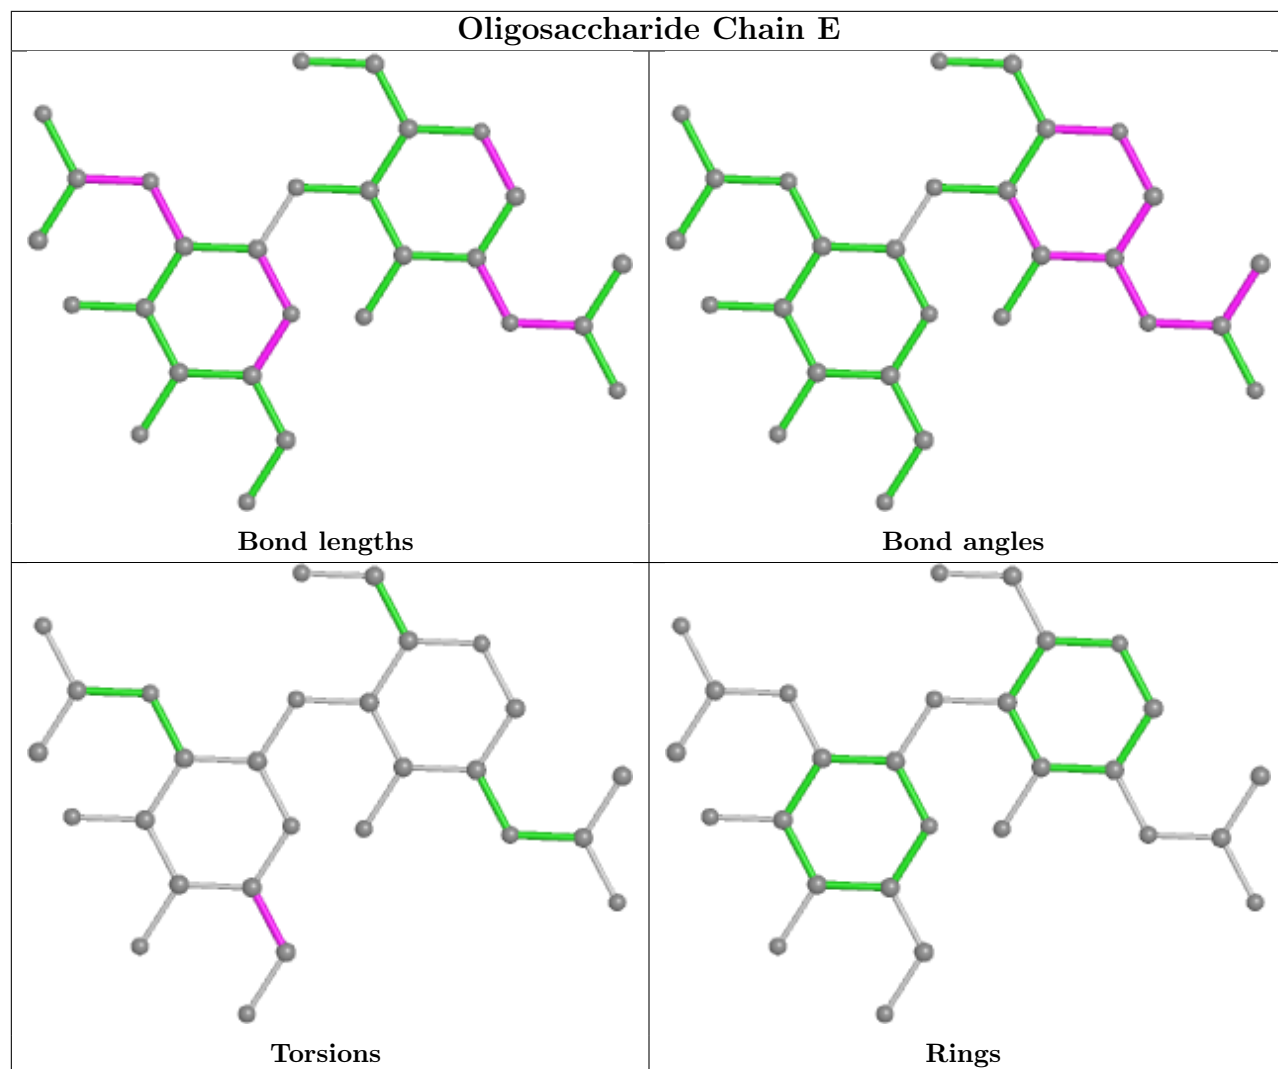 Oligosaccharide Chain E
Bond lengths
Bond angles
Torsions
Rings